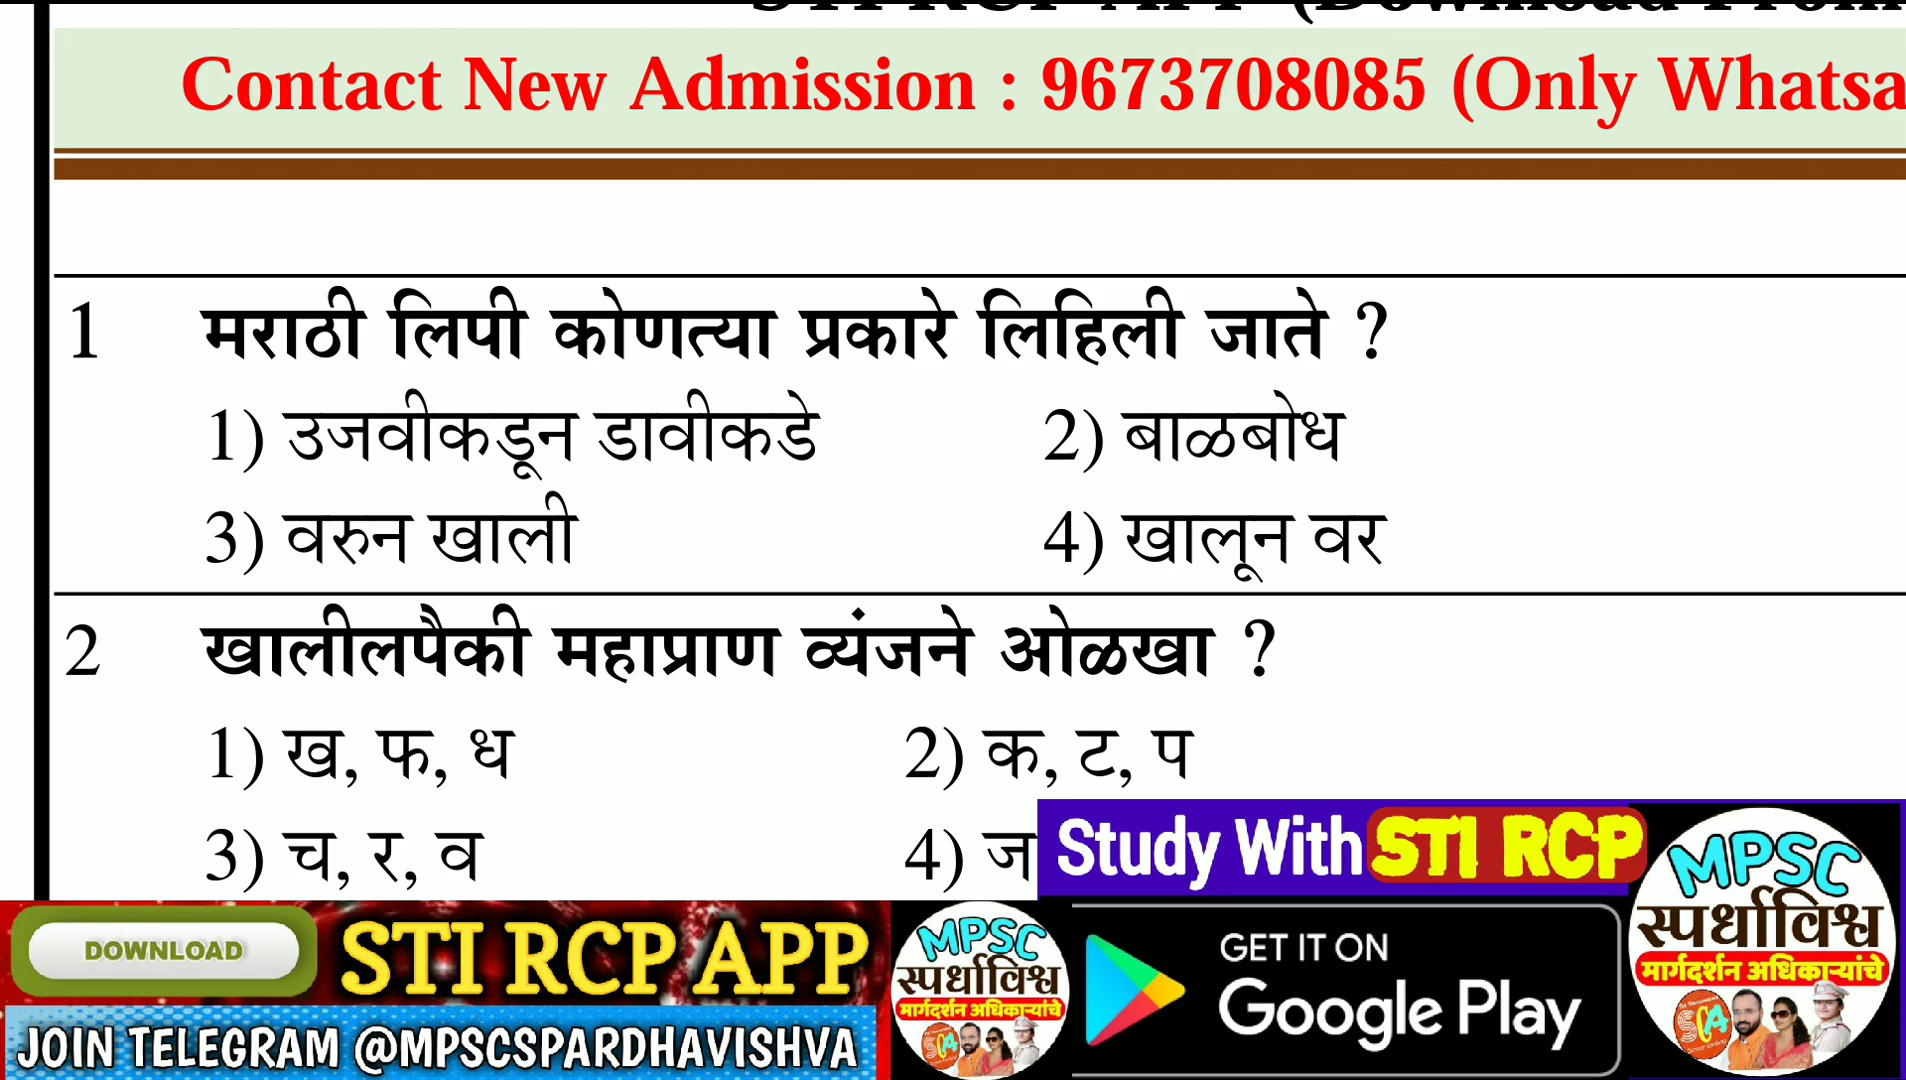 Contact New Admission : 9673708085 (Only Whatsa
1 मराठी लिपी कोणत्या प्रकारे लिहिली जाते ?
1) उजवीकडून डावीकडे 2) बाळबोध
3) वरुन खाली 4) खालून वर
2 खालीलपैकी महाप्राण व्यंजने ओळखा ?
1) ख, फ, ध 2) क, ट, प
3) च, र, व 4) ज
Study With STI RCP
DOWNLOAD
STI RCP APP
JOIN TELEGRAM @MPSCSPARDHAVISHVA
MPSC
स्पर्धाविश्व
मार्गदर्शन अधिकाऱ्यांचे
GET IT ON
Google Play
MPSC
स्पर्धाविश्व
मार्गदर्शन अधिकाऱ्यांचे